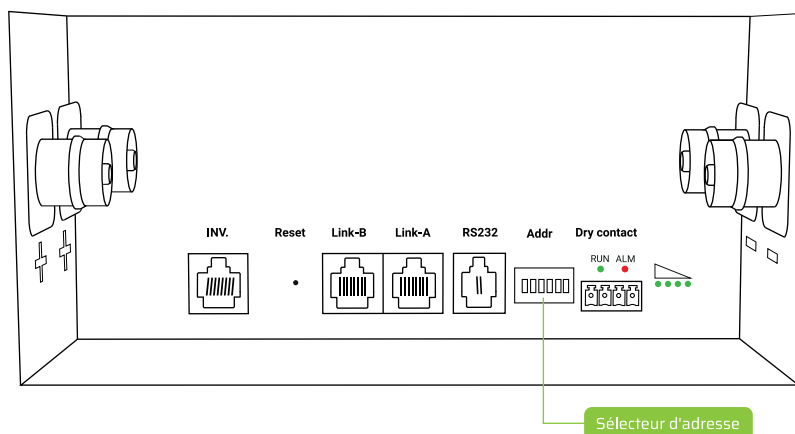 INV.
Reset
Link-B
Link-A
RS232
Addr
Dry contact
RUN ALM
Sélecteur d'adresse